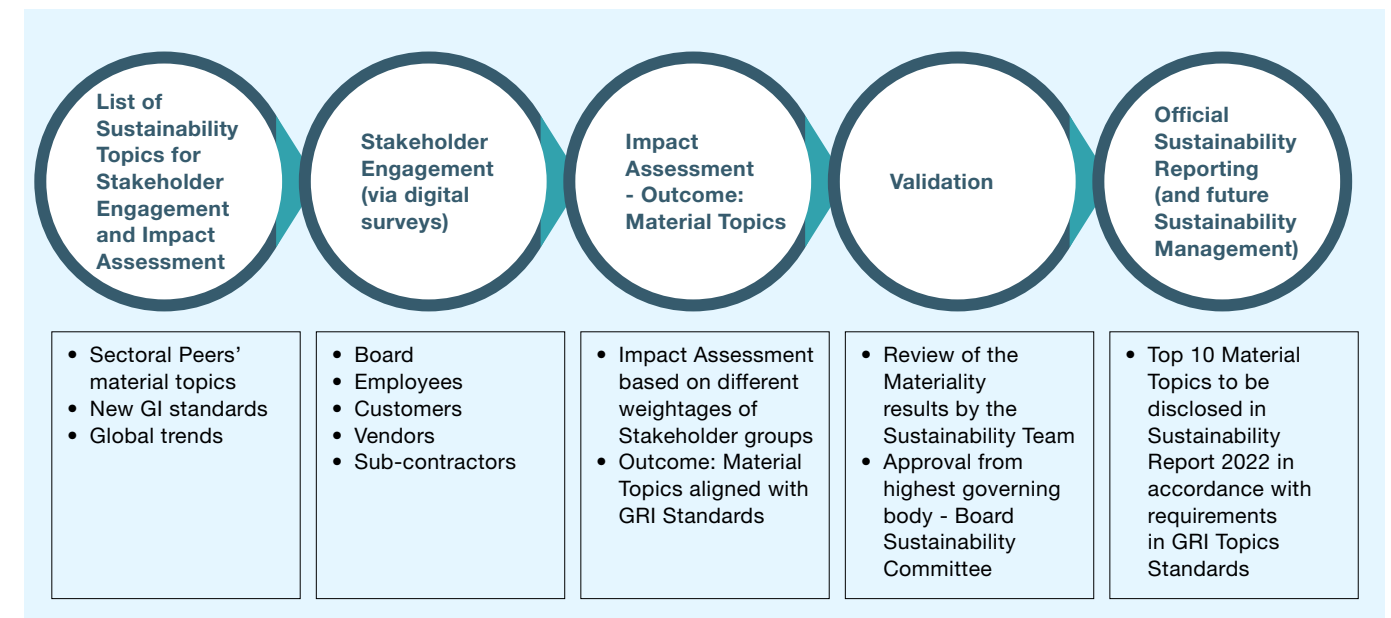 List of
Sustainability
Topics for
Stakeholder
Engagement
and Impact
Assessment
Stakeholder
Engagement
(via digital
surveys)
Impact
Assessment
- Outcome:
Material Topics
Validation
Official
Sustainability
Reporting
(and future
Sustainability
Management)
• Sectoral Peers’
material topics
• New GI standards
• Global trends
• Board
• Employees
• Customers
• Vendors
• Sub-contractors
• Impact Assessment
based on different
weightages of
Stakeholder groups
• Outcome: Material
Topics aligned with
GRI Standards
• Review of the
Materiality
results by the
Sustainability Team
• Approval from
highest governing
body - Board
Sustainability
Committee
• Top 10 Material
Topics to be
disclosed in
Sustainability
Report 2022 in
accordance with
requirements
in GRI Topics
Standards